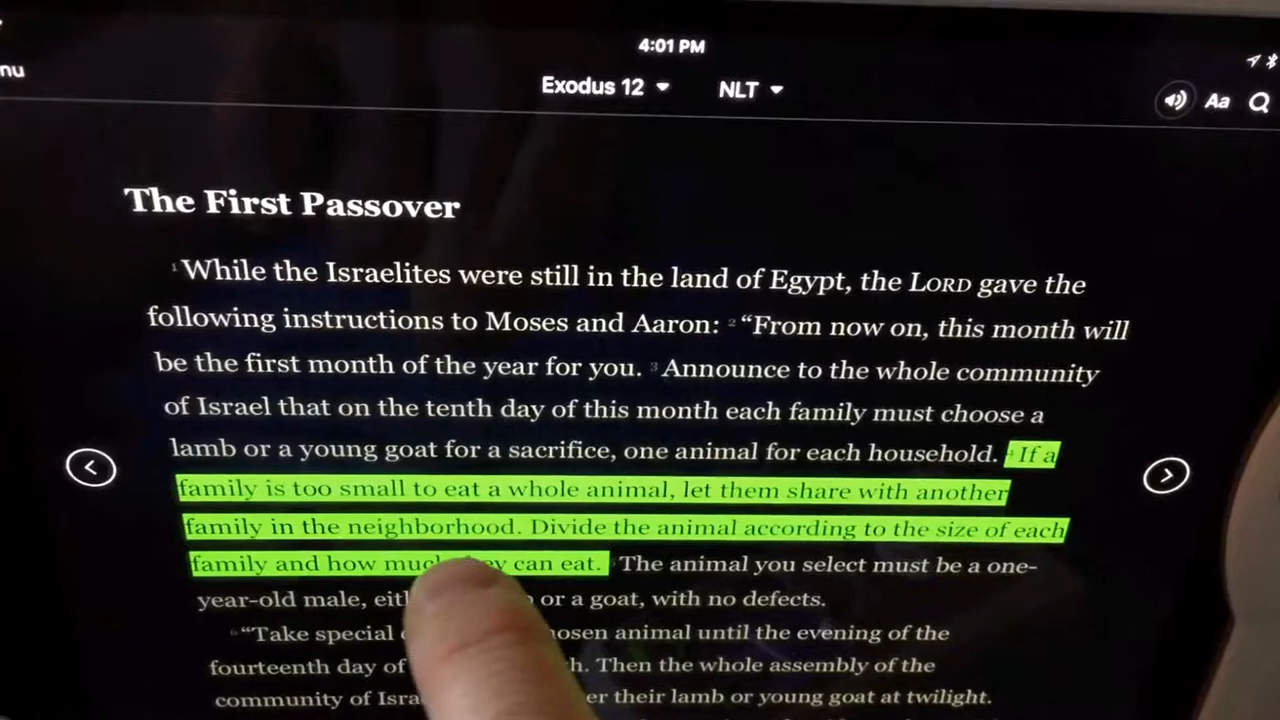 4:01 PM
nu
Exodus 12
NLT
Aa
The First Passover
1 While the Israelites were still in the land of Egypt, the LORD gave the
following instructions to Moses and Aaron: 2 “From now on, this month will
be the first month of the year for you. 3 Announce to the whole community
of Israel that on the tenth day of this month each family must choose a
lamb or a young goat for a sacrifice, one animal for each household. 4 If a
family is too small to eat a whole animal, let them share with another
family in the neighborhood. Divide the animal according to the size of each
family and how much they can eat. The animal you select must be a one-
year-old male, or a goat, with no defects.
6 “Take special chosen animal until the evening of the
fourteenth day of Then the whole assembly of the
community of their lamb or young goat at twilight.